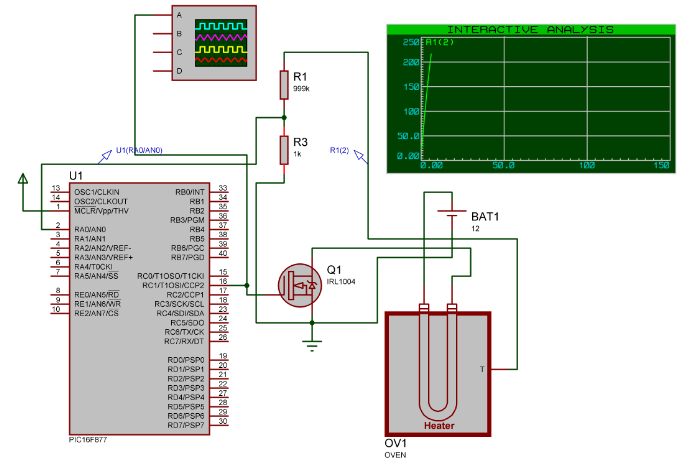 A
B
C
D
R1
999k
R3
1k
U1(RA0/AN0)
R1(2)
INTERACTIVE ANALYSIS
R1(2)
250
200
150
100
50.0
0.00
0.00
50
100
150
U1
13 OSC1/CLKIN RB0/INT 33
14 OSC2/CLKOUT RB1 34
1 MCLR/Vpp/THV RB2 35
RB3/PGM 36
2 RA0/AN0 RB4 37
3 RA1/AN1 RB5 38
4 RA2/AN2/VREF- RB6/PGC 39
5 RA3/AN3/VREF+ RB7/PGD 40
6 RA4/T0CKI
7 RA5/AN4/SS RC0/T1OSO/T1CKI 15
RC1/T1OSI/CCP2 16
8 RE0/AN5/RD RC2/CCP1 17
9 RE1/AN6/WR RC3/SCK/SCL 18
10 RE2/AN7/CS RC4/SDI/SDA 23
RC5/SDO 24
RC6/TX/CK 25
RC7/RX/DT 26
RD0/PSP0 19
RD1/PSP1 20
RD2/PSP2 21
RD3/PSP3 22
RD4/PSP4 27
RD5/PSP5 28
RD6/PSP6 29
RD7/PSP7 30
PIC16F877
Q1
IRL1004
BAT1
12
T
Heater
OV1
OVEN